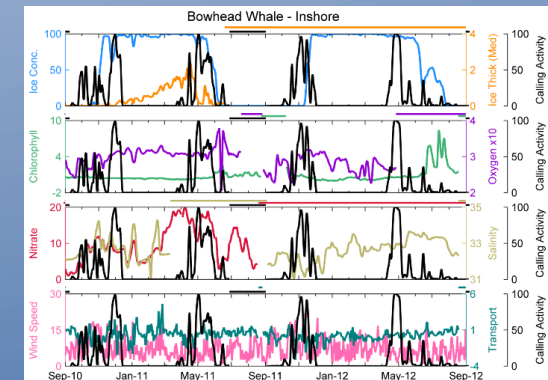 Bowhead Whale - Inshore
100
50
0
Ice Conc.
4
2
0
Ice Thick (Med)
100
50
0
Calling Activity
10
4
-2
Chlorophyll
4
3
2
Oxygen x10
100
50
0
Calling Activity
20
10
0
Nitrate
35
33
31
Salinity
100
50
0
Calling Activity
30
15
0
Wind Speed
6
1
-4
Transport
100
50
0
Calling Activity
Sep-10 Jan-11 May-11 Sep-11 Jan-12 May-12 Sep-12